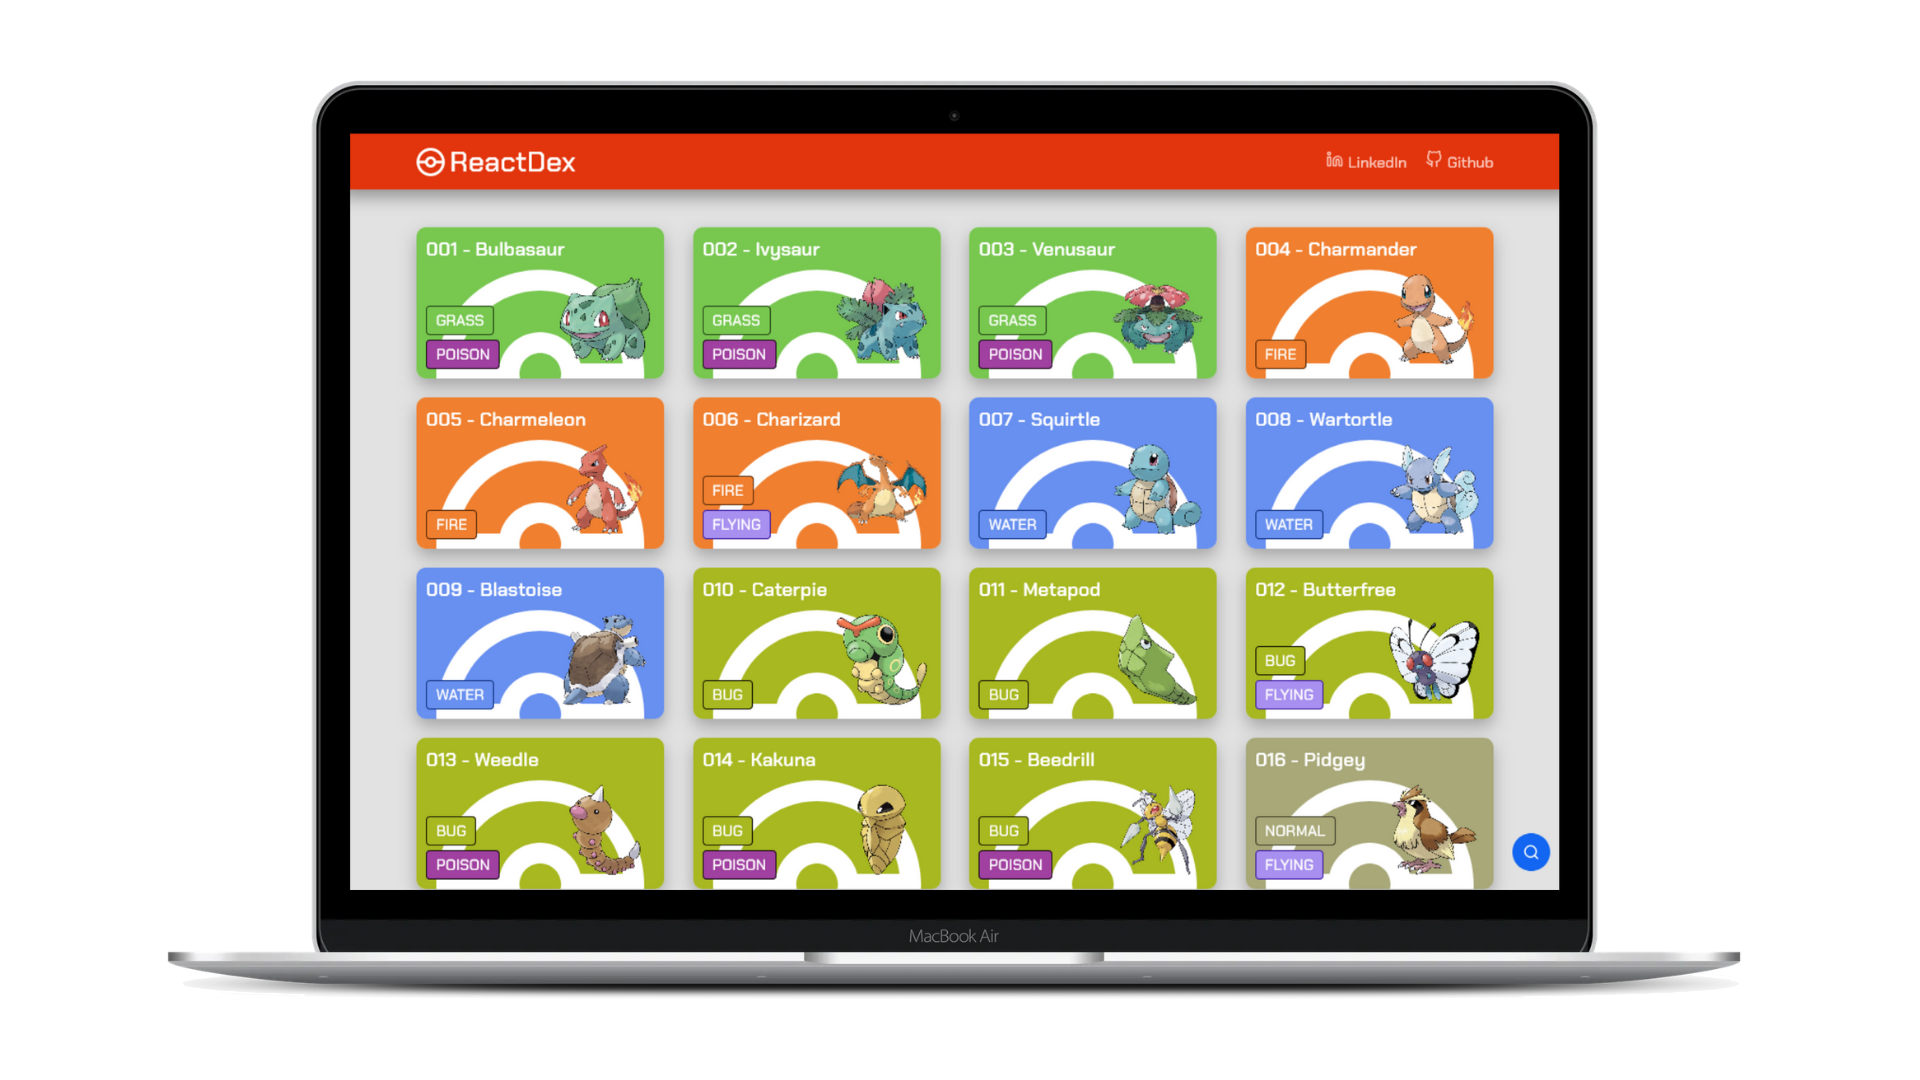 ReactDex
LinkedIn Github
001 - Bulbasaur
GRASS
POISON
002 - Ivysaur
GRASS
POISON
003 - Venusaur
GRASS
POISON
004 - Charmander
FIRE
005 - Charmeleon
FIRE
006 - Charizard
FIRE
FLYING
007 - Squirtle
WATER
008 - Wartortle
WATER
009 - Blastoise
WATER
010 - Caterpie
BUG
011 - Metapod
BUG
012 - Butterfree
BUG
FLYING
013 - Weedle
BUG
POISON
014 - Kakuna
BUG
POISON
015 - Beedrill
BUG
POISON
016 - Pidgey
NORMAL
FLYING
MacBook Air